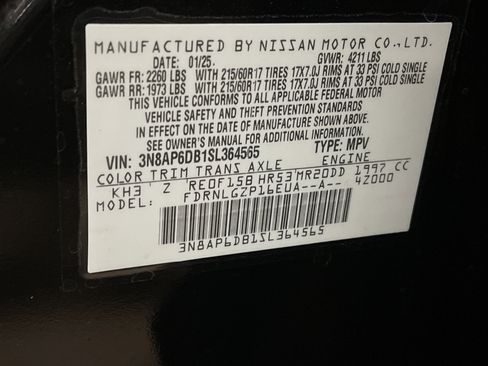 MANUFACTURED BY NISSAN MOTOR CO.,LTD.
DATE: 01/25. GVWR: 4211 LBS
GAWR FR: 2260 LBS WITH 215/60R17 TIRES 17X7.0J RIMS AT 33 PSI COLD SINGLE
GAWR RR: 1973 LBS WITH 215/60R17 TIRES 17X7.0J RIMS AT 33 PSI COLD SINGLE
THIS VEHICLE CONFORMS TO ALL APPLICABLE FEDERAL MOTOR
VEHICLE SAFETY AND THEFT PREVENTION STANDARDS
IN EFFECT ON THE DATE OF MANUFACTURE SHOWN ABOVE.
SEE OWNER'S MANUAL FOR ADDITIONAL INFORMATION
VIN: 3N8AP6DB1SL364565 TYPE: MPV
COLOR TRIM TRANS AXLE ENGINE
KH3 Z RE0F15B HR53 MR20DD 1997 CC
MODEL: FDRNLGZP16EUA--A-- 4Z000
3N8AP6DB1SL364565